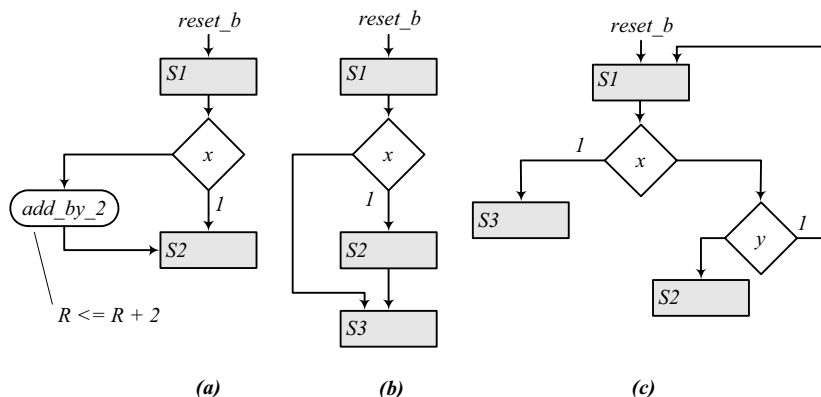 reset_b
S1
x
1
add_by_2
S2
R <= R + 2
(a)
reset_b
S1
x
1
S2
S3
(b)
reset_b
S1
1
x
S3
y
1
S2
(c)